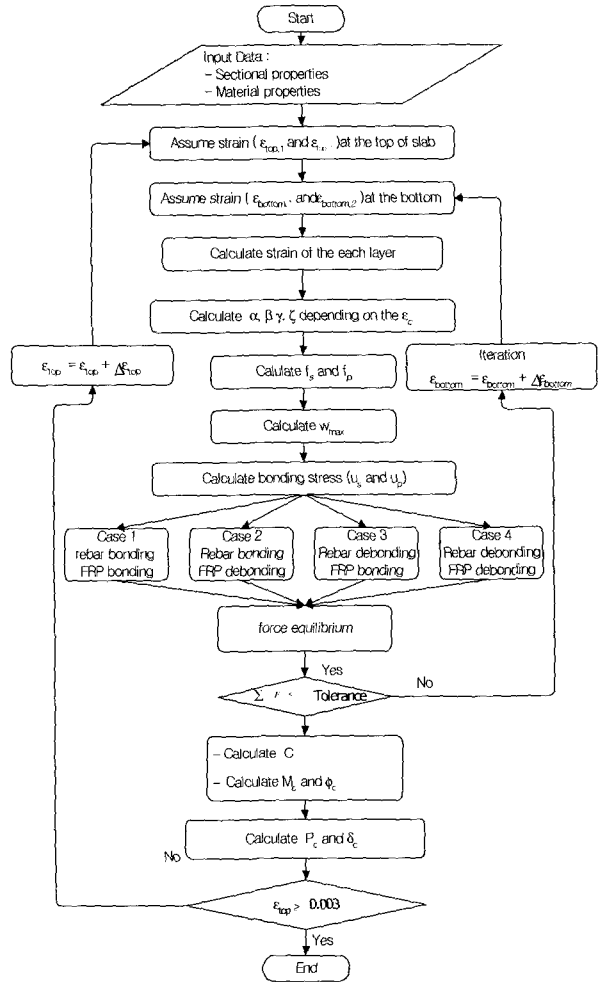 Start
Input Data :
– Sectional properties
– Material properties
Assume strain ( ε_top,1 and )at the top of slab
Assume strain ( ε_bottom, andε_bottom,2 )at the bottom
Calculate strain of the each layer
Calculate α, β γ, ζ depending on the ε_c
ε_top = ε_top + Δε_top
Iteration
ε_bottom = ε_bottom + Δε_bottom
Calulate f_s and f_p
Calculate w_max
Calculate bonding stress (u_s and u_p)
Case 1
rebar bonding
FRP bonding
Case 2
Rebar bonding
FRP debonding
Case 3
Rebar debonding
FRP bonding
Case 4
Rebar debonding
FRP debonding
force equilibrium
Yes
No
∑ Tolerance
– Calculate C
– Calculate M_c and ϕ_c
Calculate P_c and δ_c
No
ε_top > 0.003
Yes
End